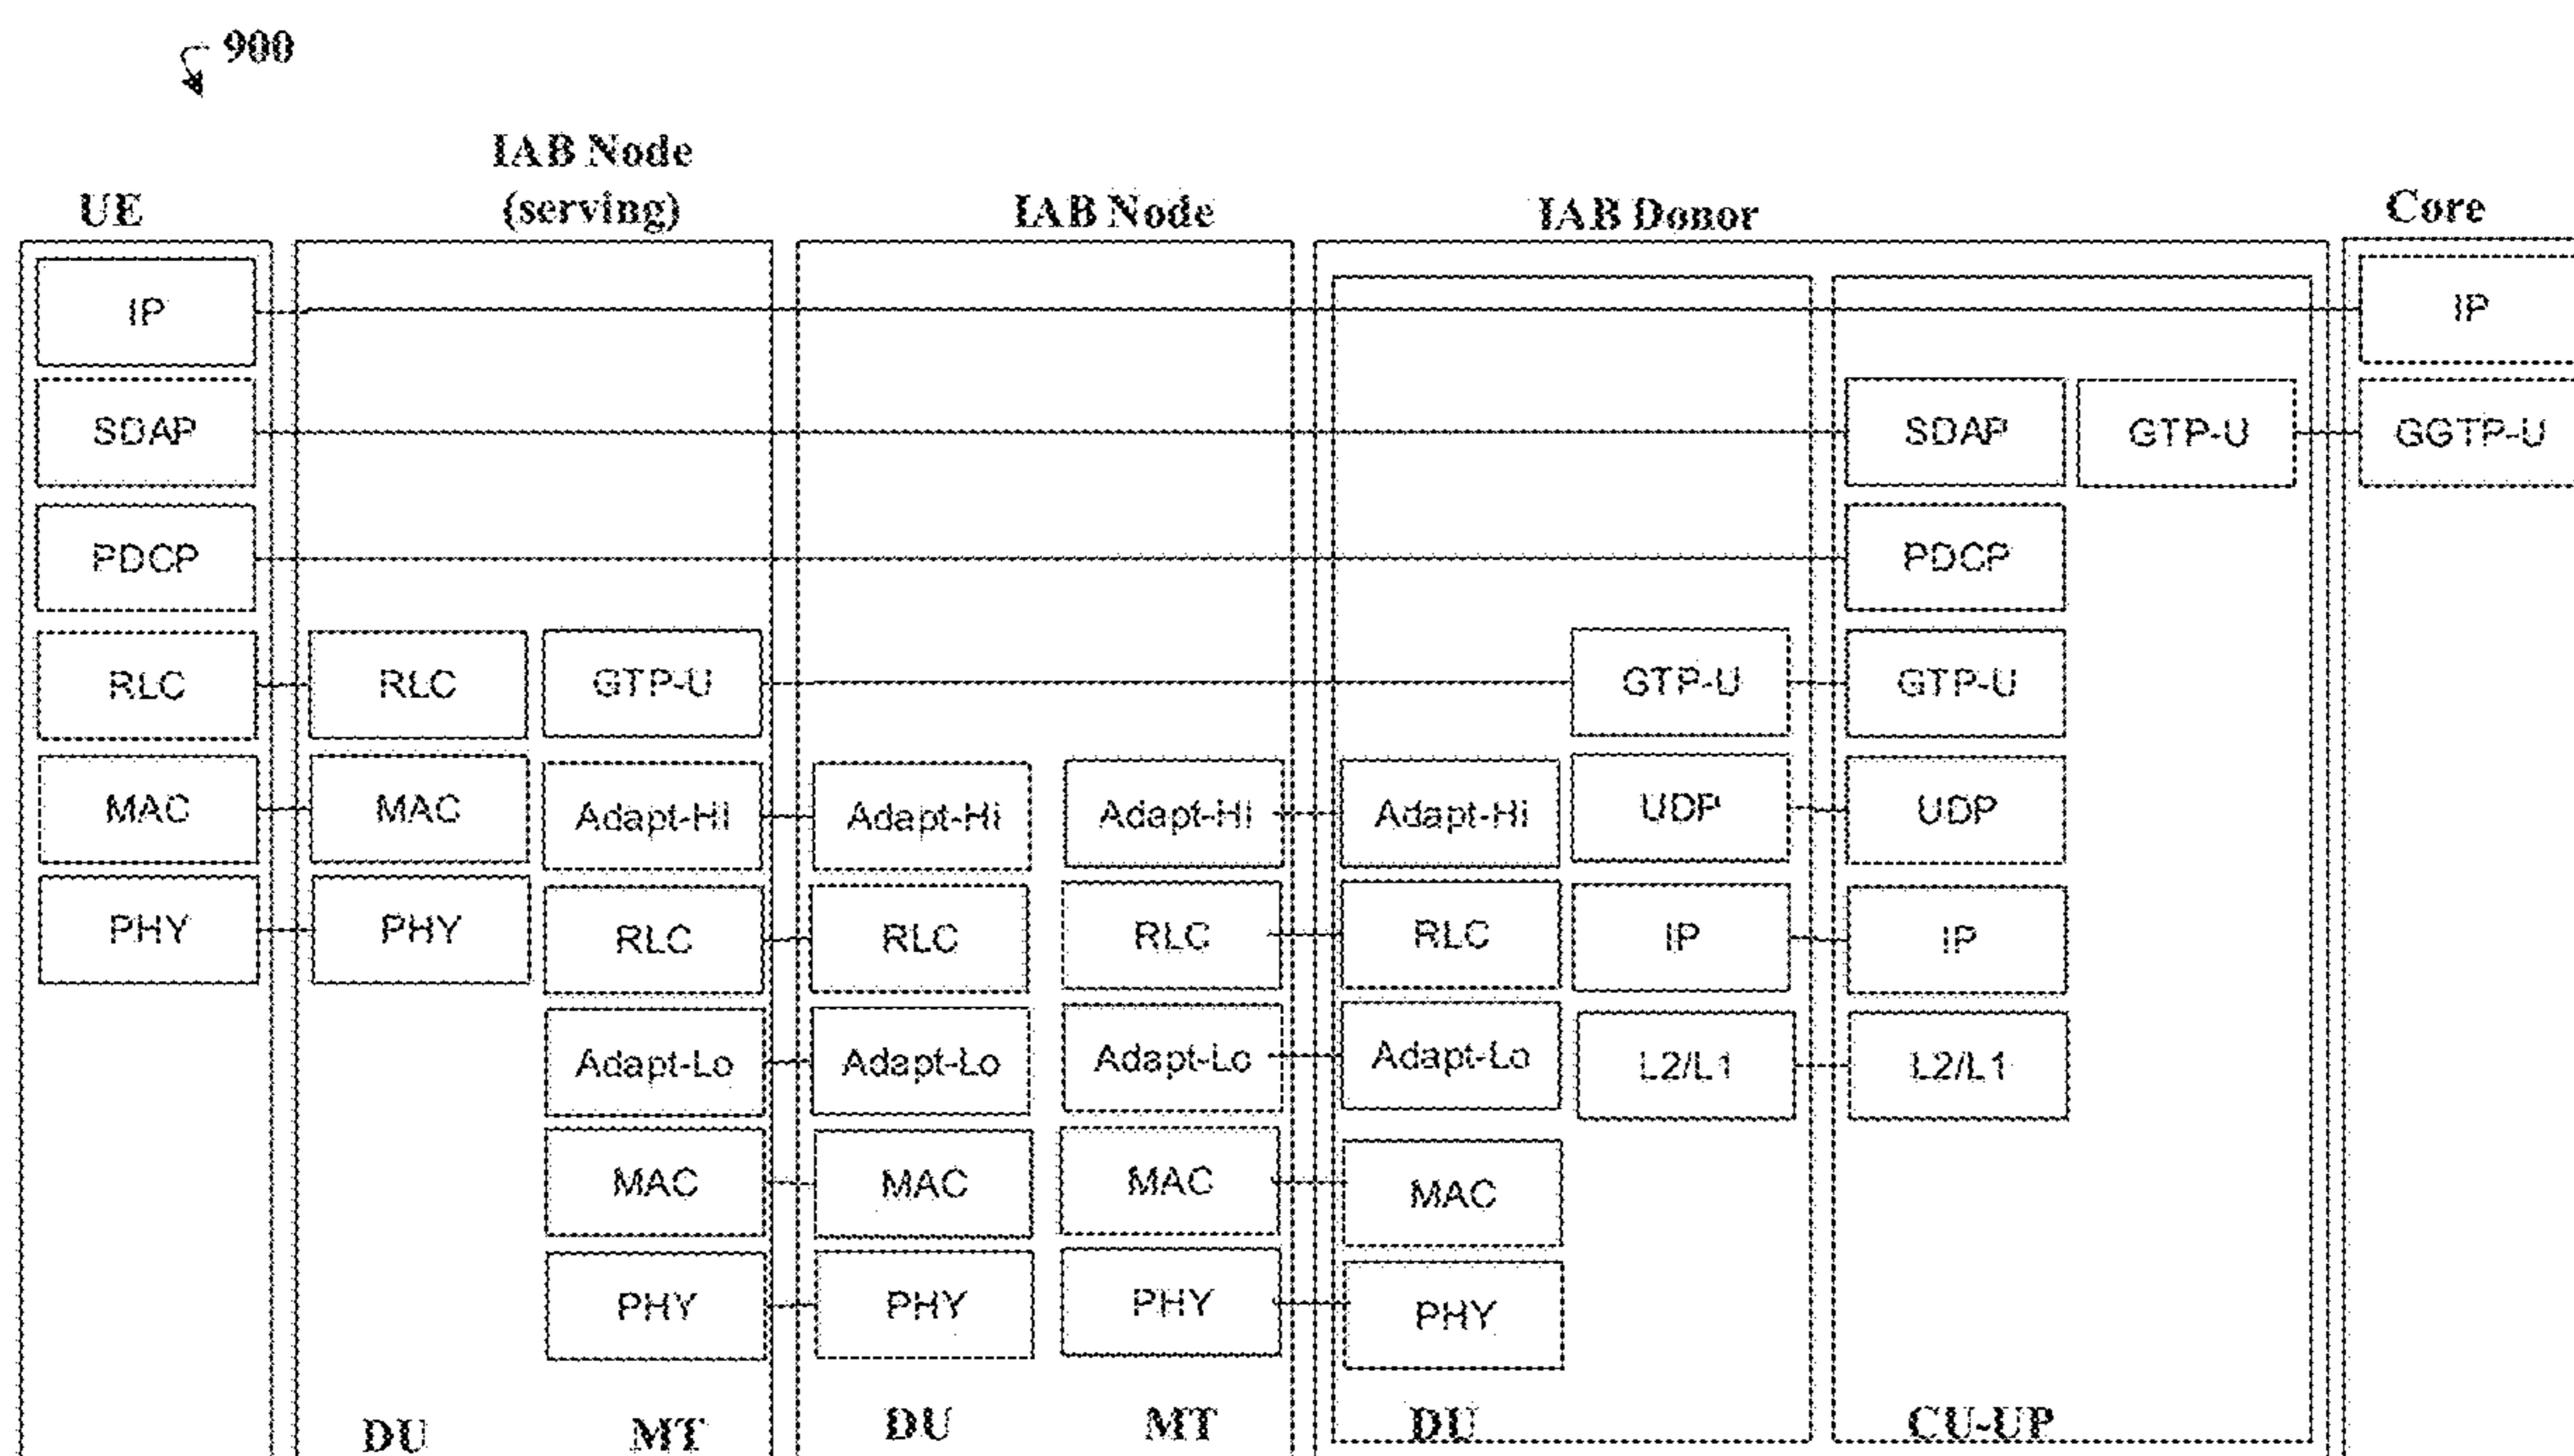 900
IAB Node
(serving)
UE
IAB Node
IAB Donor
Core
IP
IP
SDAP
SDAP
GTP-U
GGTP-U
PDCP
PDCP
RLC
RLC
GTP-U
GTP-U
GTP-U
MAC
MAC
Adapt-Hi
Adapt-Hi
Adapt-Hi
Adapt-Hi
UDP
UDP
PHY
PHY
RLC
RLC
RLC
RLC
IP
IP
Adapt-Lo
Adapt-Lo
Adapt-Lo
Adapt-Lo
L2/L1
L2/L1
MAC
MAC
MAC
MAC
PHY
PHY
PHY
PHY
DU
MT
DU
MT
DU
CU-UP